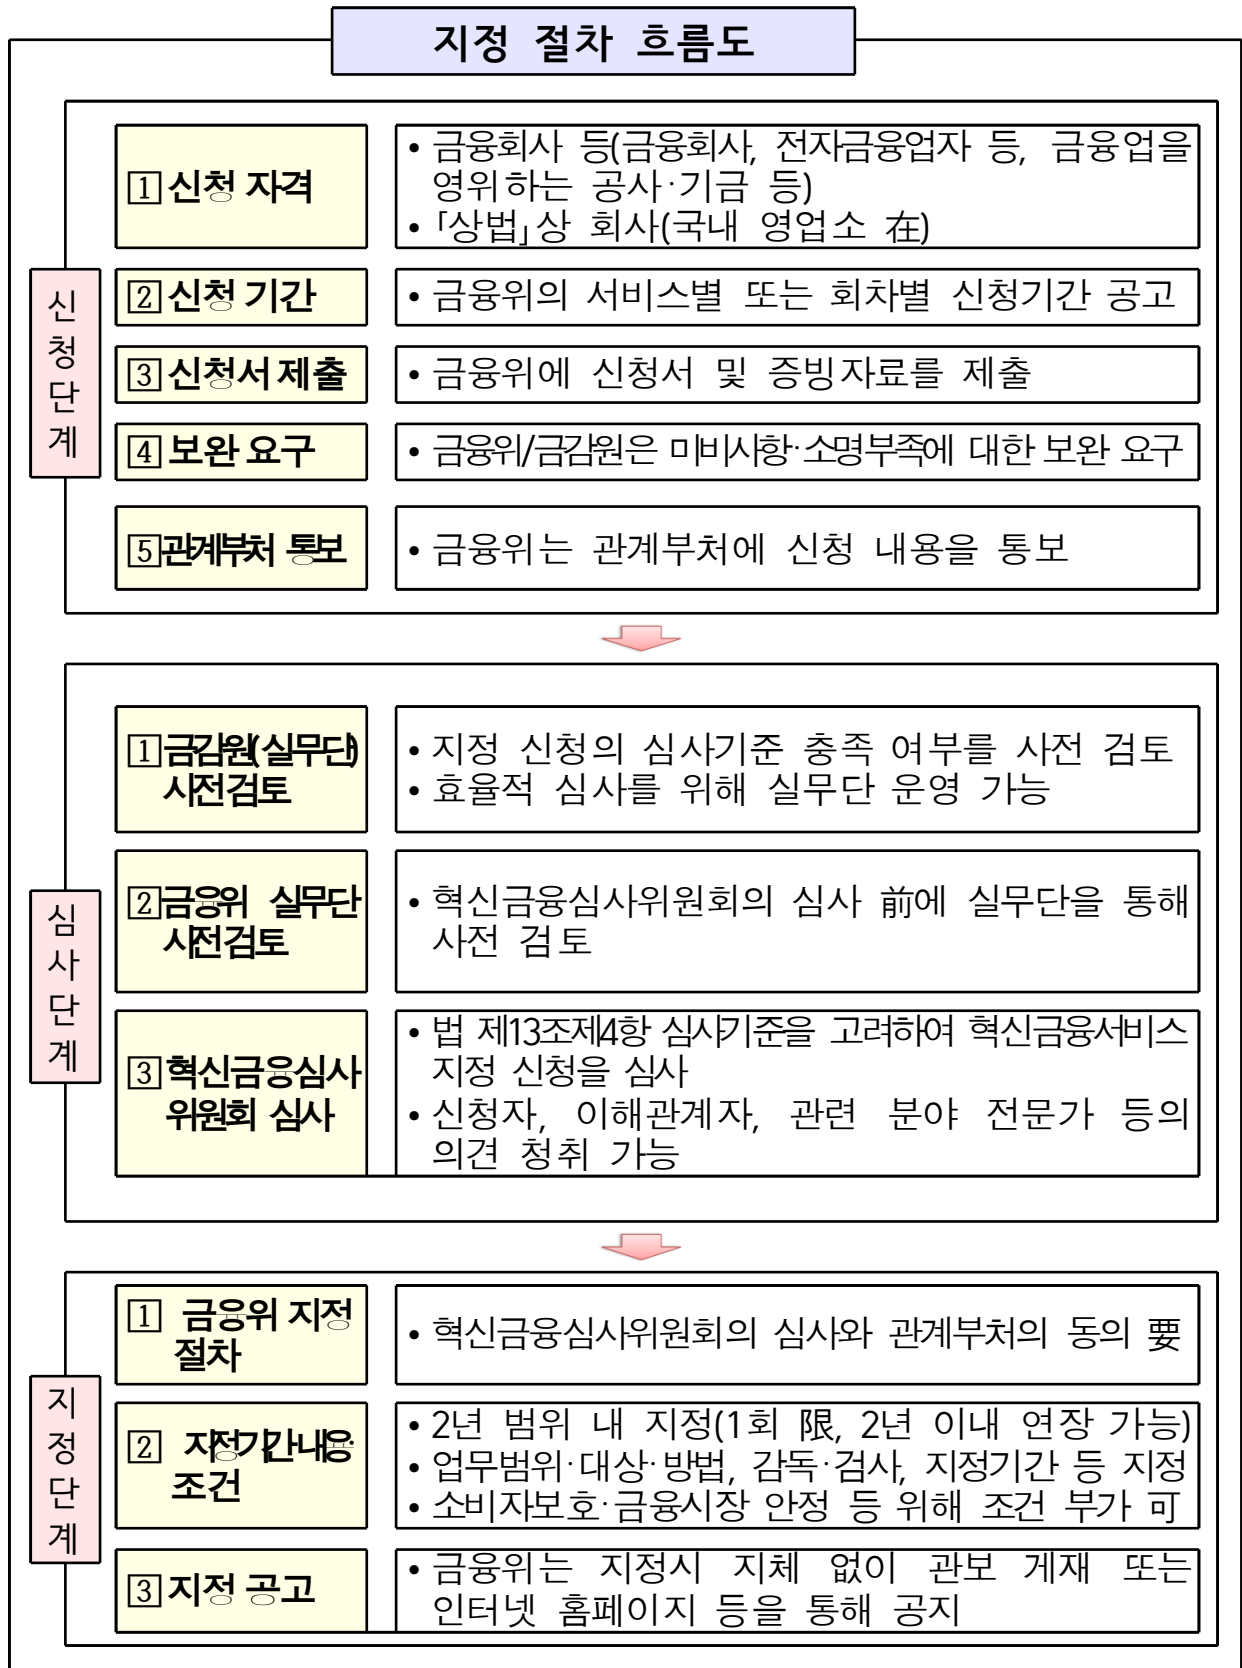 지정 절차 흐름도
신청단계
1 신청 자격
• 금융회사 등(금융회사, 전자금융업자 등, 금융업을
영위하는 공사·기금 등)
• 「상법」상 회사(국내 영업소 在)
2 신청 기간
• 금융위의 서비스별 또는 회차별 신청기간 공고
3 신청서 제출
• 금융위에 신청서 및 증빙자료를 제출
4 보완 요구
• 금융위/금감원은 미비사항·소명부족에 대한 보완 요구
5 관계부처 통보
• 금융위는 관계부처에 신청 내용을 통보
심사단계
1 금감원(실무단)
사전검토
• 지정 신청의 심사기준 충족 여부를 사전 검토
• 효율적 심사를 위해 실무단 운영 가능
2 금융위 실무단
사전검토
• 혁신금융심사위원회의 심사 前에 실무단을 통해
사전 검토
3 혁신금융심사
위원회 심사
• 법 제13조제4항 심사기준을 고려하여 혁신금융서비스
지정 신청을 심사
• 신청자, 이해관계자, 관련 분야 전문가 등의
의견 청취 가능
지정단계
1 금융위 지정
절차
• 혁신금융심사위원회의 심사와 관계부처의 동의 要
2 지정기간·내용·
조건
• 2년 범위 내 지정(1회 限, 2년 이내 연장 가능)
• 업무범위·대상·방법, 감독·검사, 지정기간 등 지정
• 소비자보호·금융시장 안정 등 위해 조건 부가 可
3 지정 공고
• 금융위는 지정시 지체 없이 관보 게재 또는
인터넷 홈페이지 등을 통해 공지